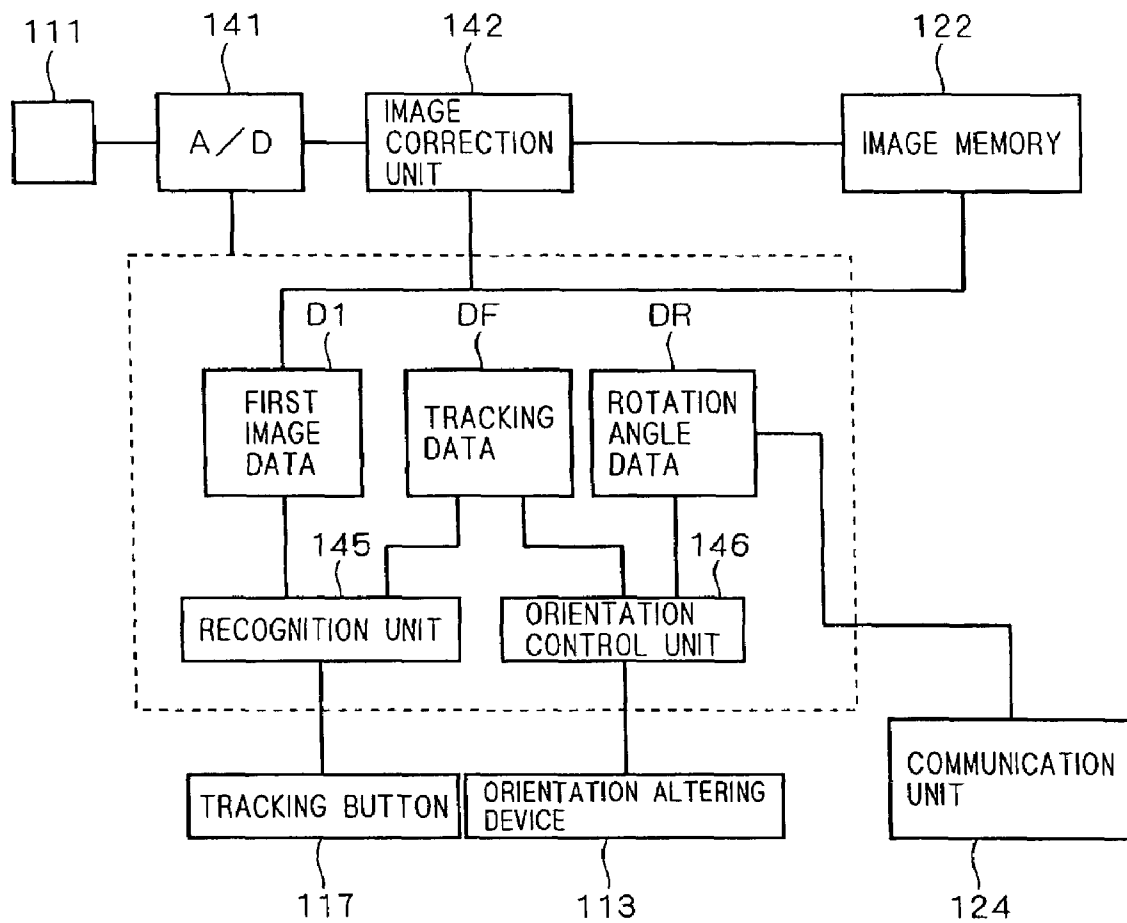 111
141
142
122
A/D
IMAGE
CORRECTION
UNIT
IMAGE MEMORY
D1
DF
DR
FIRST
IMAGE
DATA
TRACKING
DATA
ROTATION
ANGLE
DATA
145
146
RECOGNITION UNIT
ORIENTATION
CONTROL UNIT
TRACKING BUTTON
ORIENTATION ALTERING
DEVICE
COMMUNICATION
UNIT
117
113
124